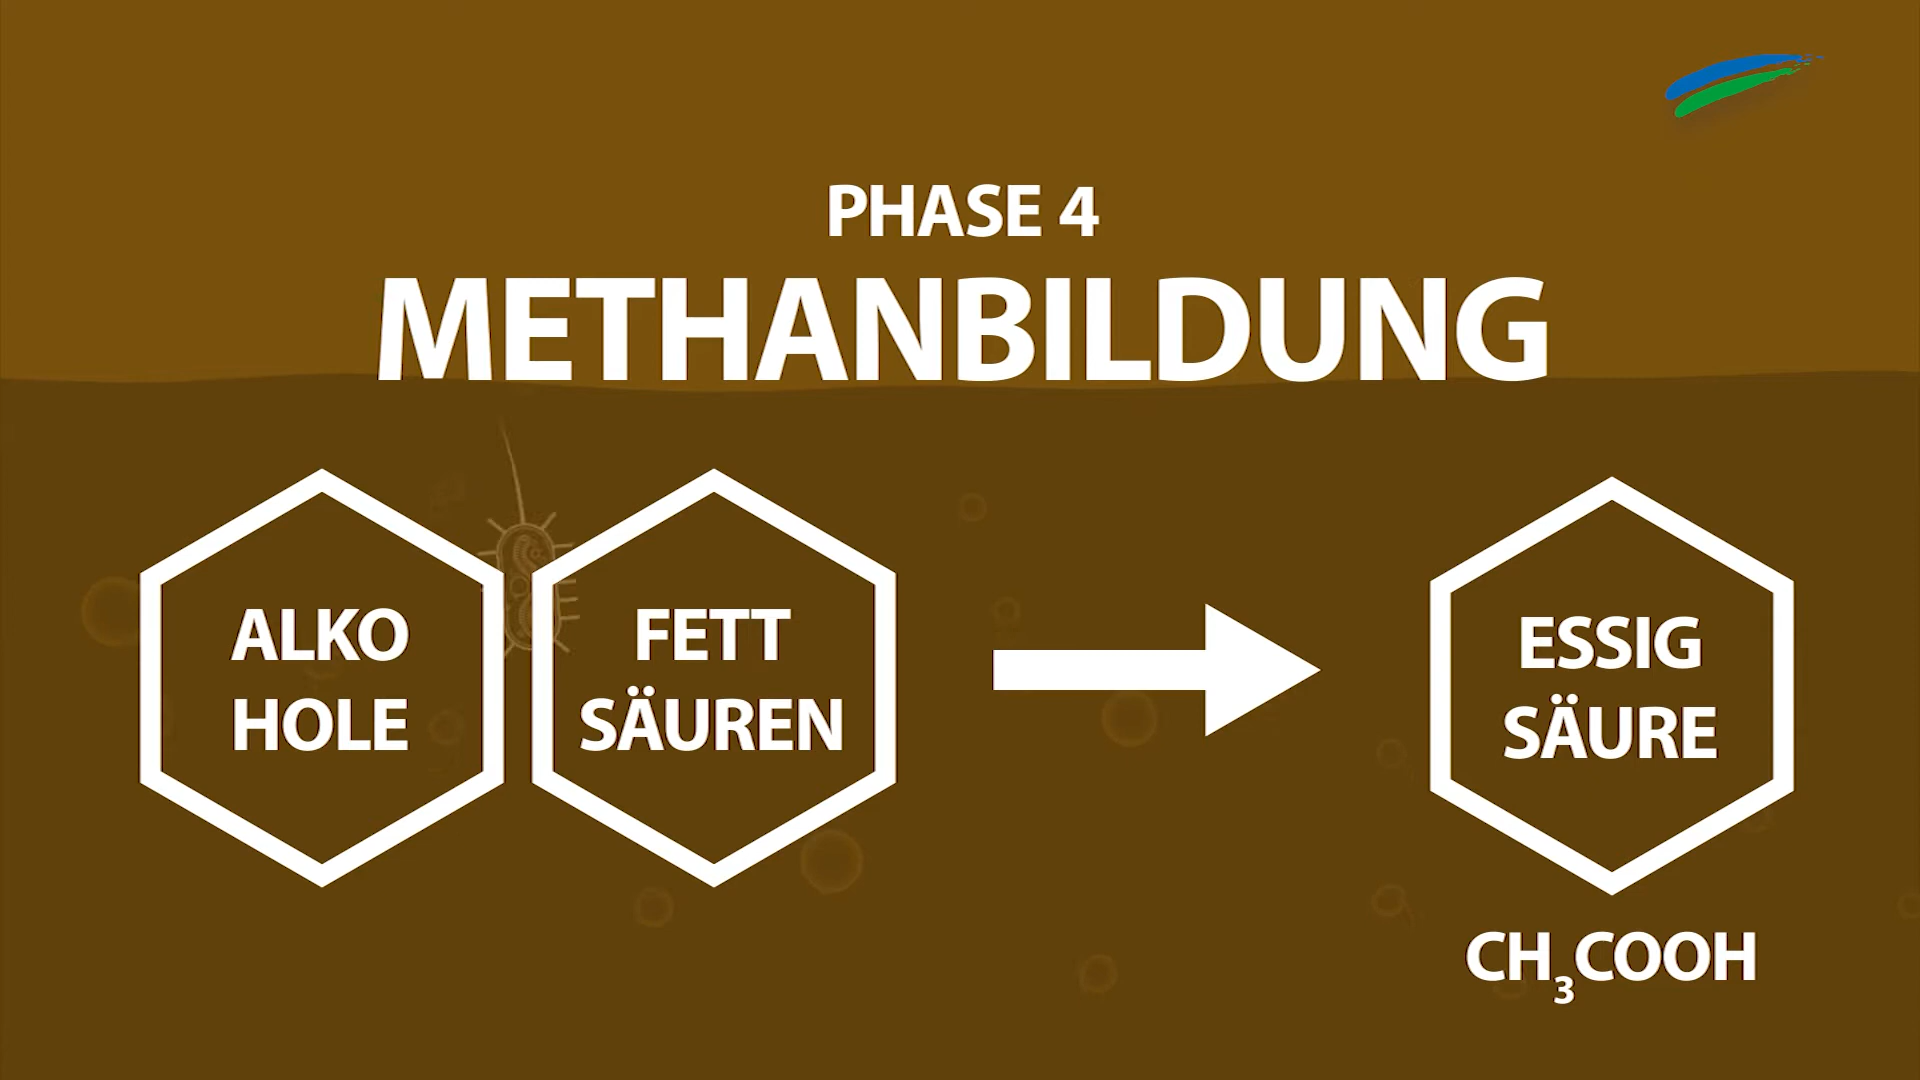 PHASE 4
METHANBILDUNG
ALKO
HOLE
FETT
SÄUREN
ESSIG
SÄURE
CH₃COOH